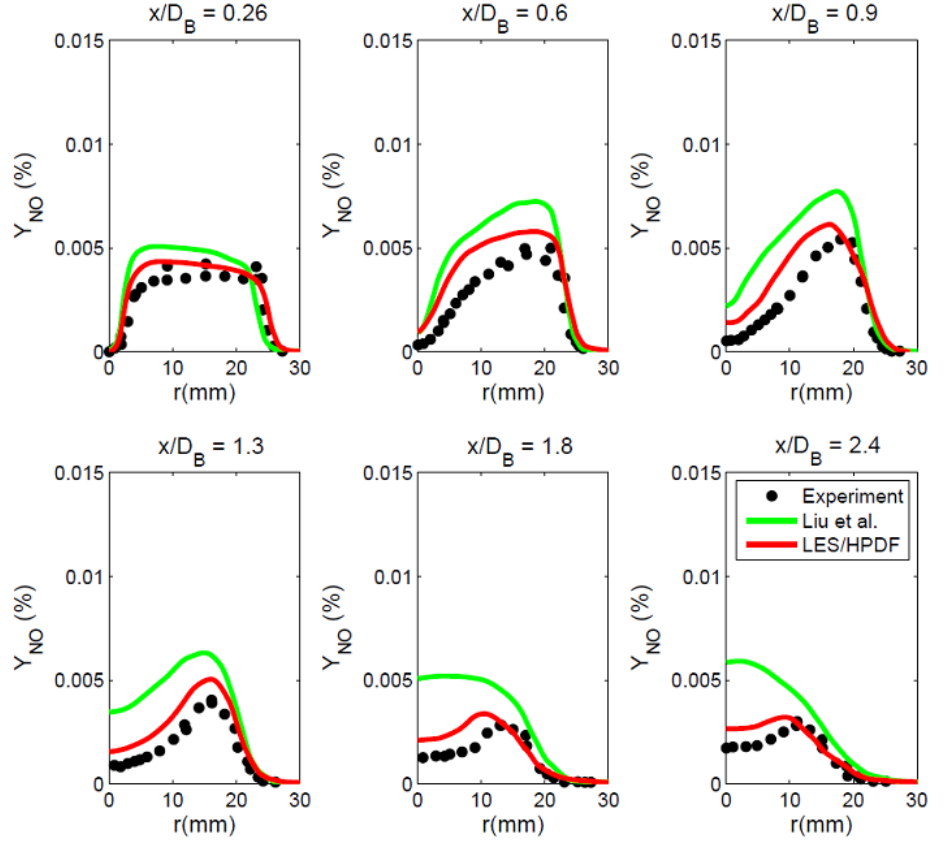 x/D_B = 0.26
0.015
0.01
0.005
0
Y_NO (%)
0 10 20 30
r(mm)
x/D_B = 0.6
0.015
0.01
0.005
0
Y_NO (%)
0 10 20 30
r(mm)
x/D_B = 0.9
0.015
0.01
0.005
0
Y_NO (%)
0 10 20 30
r(mm)
x/D_B = 1.3
0.015
0.01
0.005
0
Y_NO (%)
0 10 20 30
r(mm)
x/D_B = 1.8
0.015
0.01
0.005
0
Y_NO (%)
0 10 20 30
r(mm)
x/D_B = 2.4
0.015
0.01
0.005
0
Y_NO (%)
Experiment
Liu et al.
LES/HPDF
0 10 20 30
r(mm)